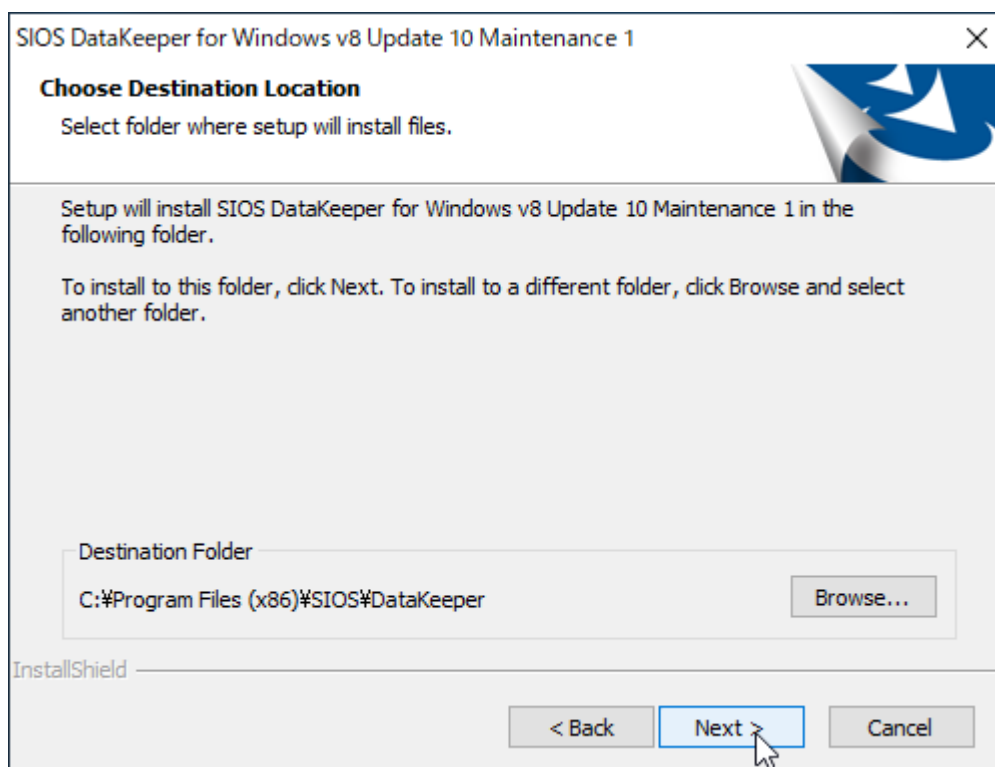 SIOS DataKeeper for Windows v8 Update 10 Maintenance 1
Choose Destination Location
Select folder where setup will install files.
Setup will install SIOS DataKeeper for Windows v8 Update 10 Maintenance 1 in the
following folder.
To install to this folder, click Next. To install to a different folder, click Browse and select
another folder.
Destination Folder
C:¥Program Files (x86)¥SIOS¥DataKeeper
Browse...
InstallShield
< Back
Next >
Cancel